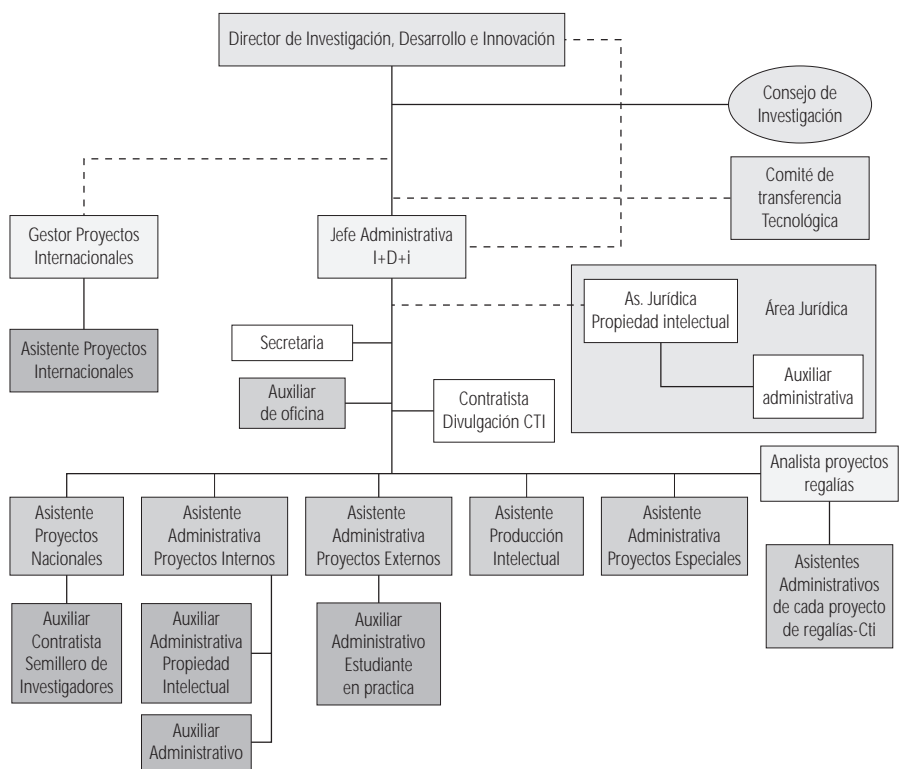 Director de Investigación, Desarrollo e Innovación
Consejo de
Investigación
Comité de
transferencia
Tecnológica
Gestor Proyectos
Internacionales
Jefe Administrativa
I+D+i
As. Jurídica
Propiedad intelectual
Área Jurídica
Asistente Proyectos
Internacionales
Secretaria
Auxiliar
administrativa
Auxiliar
de oficina
Contratista
Divulgación CTI
Analista proyectos
regalías
Asistente
Proyectos
Nacionales
Asistente
Administrativa
Proyectos Internos
Asistente
Administrativa
Proyectos Externos
Asistente
Producción
Intelectual
Asistente
Administrativa
Proyectos Especiales
Asistentes
Administrativos
de cada proyecto
de regalías-Cti
Auxiliar
Contratista
Semillero de
Investigadores
Auxiliar
Administrativa
Propiedad
Intelectual
Auxiliar
Administrativo
Estudiante
en practica
Auxiliar
Administrativo